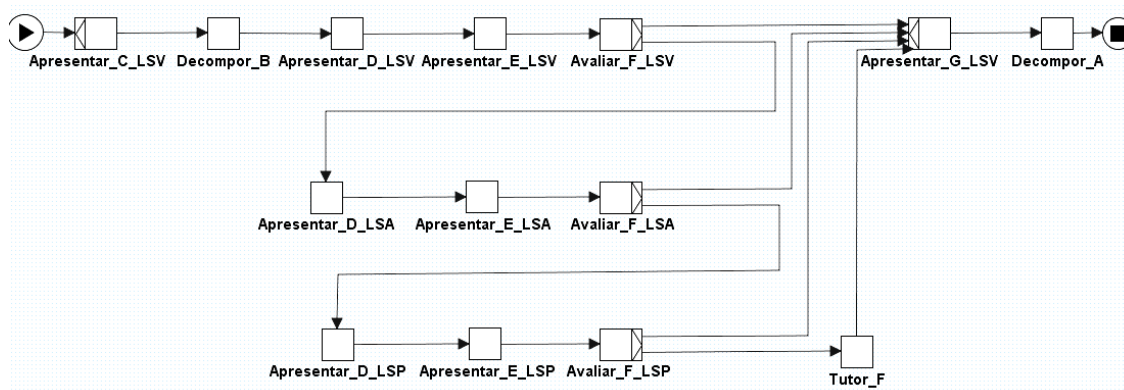 Apresentar_C_LSV Decompor_B Apresentar_D_LSV Apresentar_E_LSV Avaliar_F_LSV Apresentar_G_LSV Decompor_A
Apresentar_D_LSA Apresentar_E_LSA Avaliar_F_LSA
Apresentar_D_LSP Apresentar_E_LSP Avaliar_F_LSP Tutor_F